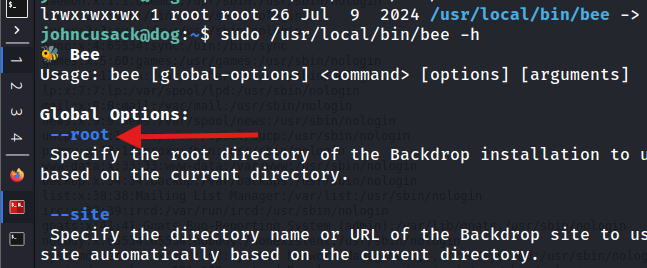 lrwxrwxrwx 1 root root 26 Jul  9  2024 /usr/local/bin/bee ->
johncusack@dog:~$ sudo /usr/local/bin/bee -h
🐝 Bee
Usage: bee [global-options] <command> [options] [arguments]
Global Options:
--root
Specify the root directory of the Backdrop installation to u
based on the current directory.
--site
Specify the directory name or URL of the Backdrop site to us
site automatically based on the current directory.
1
2
3
4